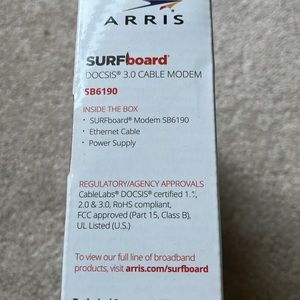 ARRIS
SURFboard®
DOCSIS® 3.0 CABLE MODEM
SB6190
INSIDE THE BOX
• SURFboard® Modem SB6190
• Ethernet Cable
• Power Supply
REGULATORY/AGENCY APPROVALS
CableLabs® DOCSIS® certified 1.1,
2.0 & 3.0, RoHS compliant,
FCC approved (Part 15, Class B),
UL Listed (U.S.)
To view our full line of broadband
products, visit arris.com/surfboard